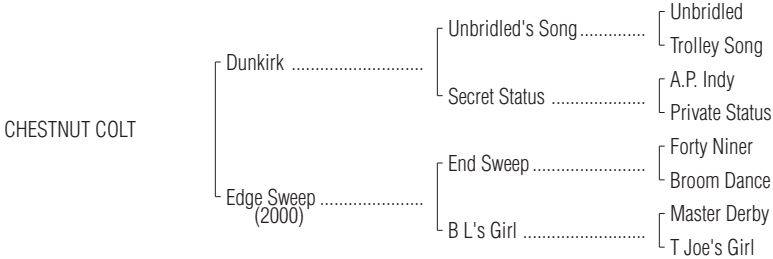 Unbridled
Unbridled's Song..............
Trolley Song
Dunkirk ............................
A.P. Indy
Secret Status ....................
Private Status
CHESTNUT COLT
Forty Niner
End Sweep........................
Broom Dance
Edge Sweep......................
(2000)
Master Derby
B L's Girl ..........................
T Joe's Girl